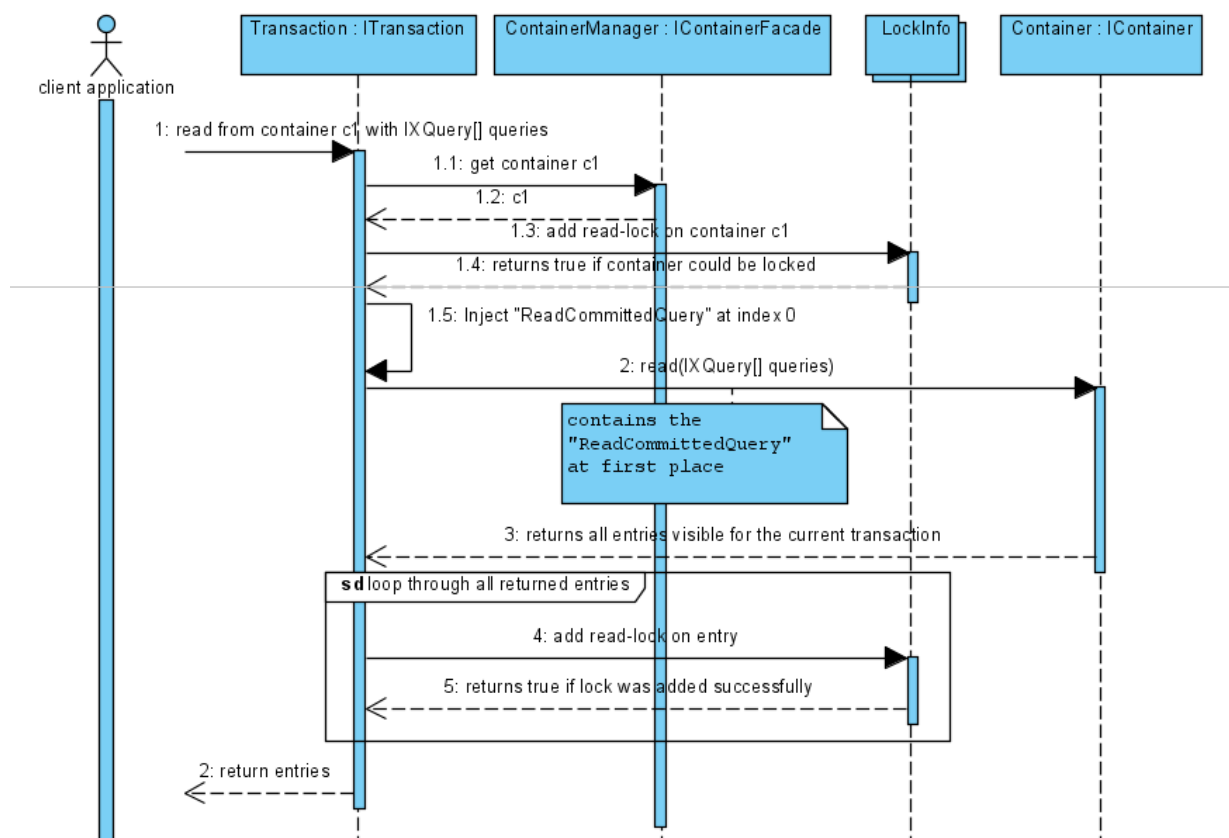 Transaction : ITransaction
ContainerManager : IContainerFacade
LockInfo
Container : IContainer
client application
1: read from container c1 with IXQuery[] queries
1.1: get container c1
1.2: c1
1.3: add read-lock on container c1
1.4: returns true if container could be locked
1.5: Inject "ReadCommittedQuery" at index 0
2: read(IXQuery[] queries)
contains the
"ReadCommittedQuery"
at first place
3: returns all entries visible for the current transaction
sd loop through all returned entries
4: add read-lock on entry
5: returns true if lock was added successfully
2: return entries